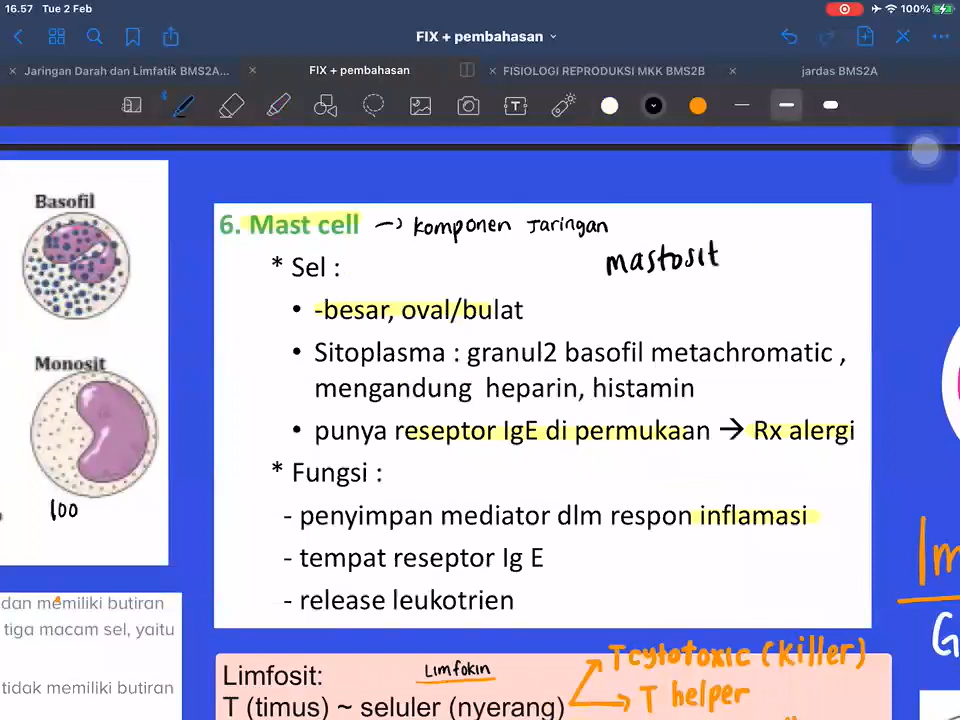 16.57 Tue 2 Feb
100%
FIX + pembahasan
Jaringan Darah dan Limfatik BMS2A...
FIX + pembahasan
FISIOLOGI REPRODUKSI MKK BMS2B
jardas BMS2A
Basofil
Monosit
100
6. Mast cell → komponen Jaringan
mastosit
* Sel :
• -besar, oval/bulat
• Sitoplasma : granul2 basofil metachromatic ,
mengandung heparin, histamin
• punya reseptor IgE di permukaan → Rx alergi
* Fungsi :
- penyimpan mediator dlm respon inflamasi
- tempat reseptor Ig E
- release leukotrien
dan memiliki butiran
tiga macam sel, yaitu
tidak memiliki butiran
Limfosit:
Limfokin
T (timus) ~ seluler (nyerang)
Tcytotoxic (killer)
T helper
Im
G